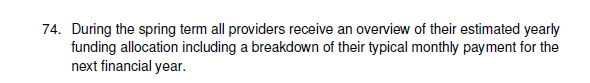 74. During the spring term all providers receive an overview of their estimated yearly
funding allocation including a breakdown of their typical monthly payment for the
next financial year.